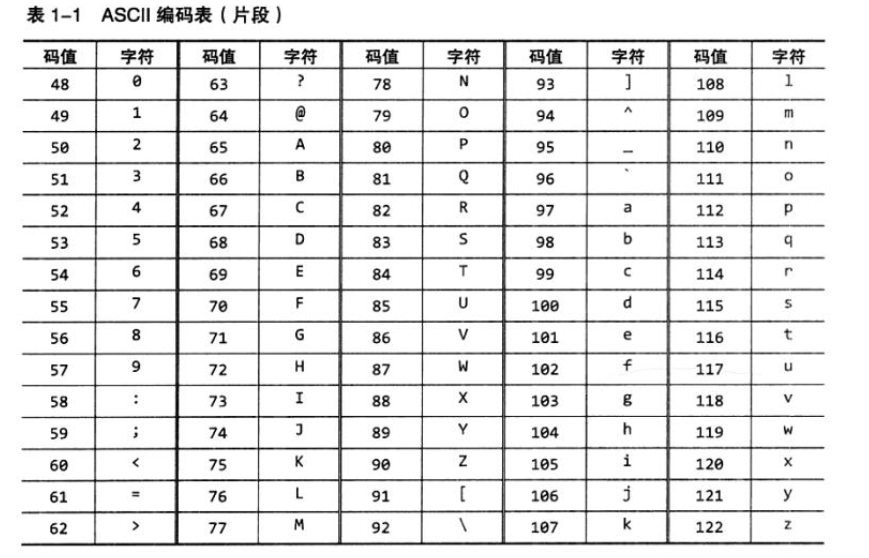 表 1-1 ASCII 编码表（片段）
码值 字符 码值 字符 码值 字符 码值 字符 码值 字符
48 0 63 ? 78 N 93 ] 108 l
49 1 64 @ 79 O 94 ^ 109 m
50 2 65 A 80 P 95 _ 110 n
51 3 66 B 81 Q 96 ` 111 o
52 4 67 C 82 R 97 a 112 p
53 5 68 D 83 S 98 b 113 q
54 6 69 E 84 T 99 c 114 r
55 7 70 F 85 U 100 d 115 s
56 8 71 G 86 V 101 e 116 t
57 9 72 H 87 W 102 f 117 u
58 : 73 I 88 X 103 g 118 v
59 ; 74 J 89 Y 104 h 119 w
60 < 75 K 90 Z 105 i 120 x
61 = 76 L 91 [ 106 j 121 y
62 > 77 M 92 \ 107 k 122 z